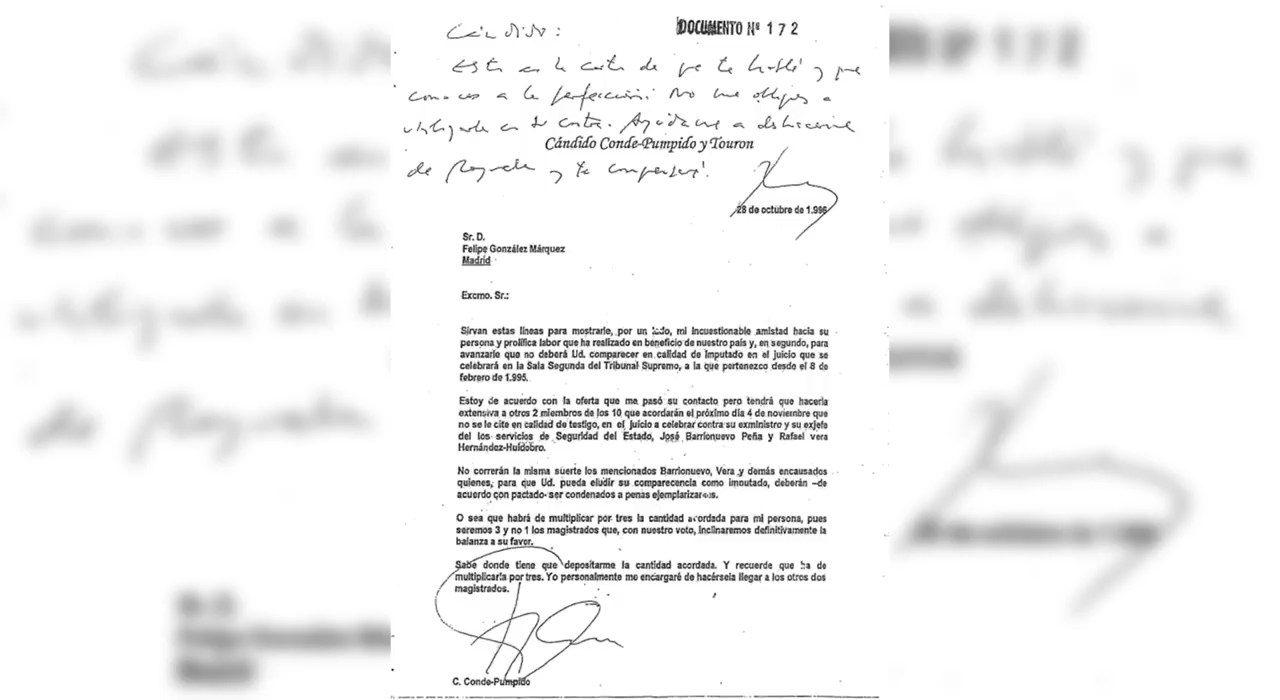 DOCUMENTO Nº 172
Cándido:
Esta es la carta de que te hablé y que
conoces a la perfección. No me obligues a
utilizarla en tu contra. Ayúdame a deshacerme
Cándido Conde-Pumpido y Touron
de y te compensaré.
28 de octubre de 1.996
Sr. D.
Felipe González Márquez
Madrid
Excmo. Sr.:
Sirvan estas líneas para mostrarle, por un lado, mi incuestionable amistad hacia su
persona y prolífica labor que ha realizado en beneficio de nuestro país y, en segundo, para
avanzarle que no deberá Ud. comparecer en calidad de imputado en el juicio que se
celebrará en la Sala Segunda del Tribunal Supremo, a la que pertenezco desde el 8 de
febrero de 1.995.
Estoy de acuerdo con la oferta que me pasó su contacto pero tendrá que hacerla
extensiva a otros 2 miembros de los 10 que acordarán el próximo día 4 de noviembre que
no se le cite en calidad de testigo, en el juicio a celebrar contra su exministro y su exjefe
del los servicios de Seguridad del Estado, José Barrionuevo Peña y Rafael vera
Hernández-Huidobro.
No correrán la misma suerte los mencionados Barrionuevo, Vera y demás encausados
quienes, para que Ud. pueda eludir su comparecencia como imputado, deberán –de
acuerdo con pactado- ser condenados a penas ejemplarizantes.
O sea que habrá de multiplicar por tres la cantidad acordada para mi persona, pues
seremos 3 y no 1 los magistrados que, con nuestro voto, inclinaremos definitivamente la
balanza a su favor.
Sabe donde tiene que depositarme la cantidad acordada. Y recuerde que ha de
multiplicarla por tres. Yo personalmente me encargaré de hacérsela llegar a los otros dos
magistrados.
C. Conde-Pumpido